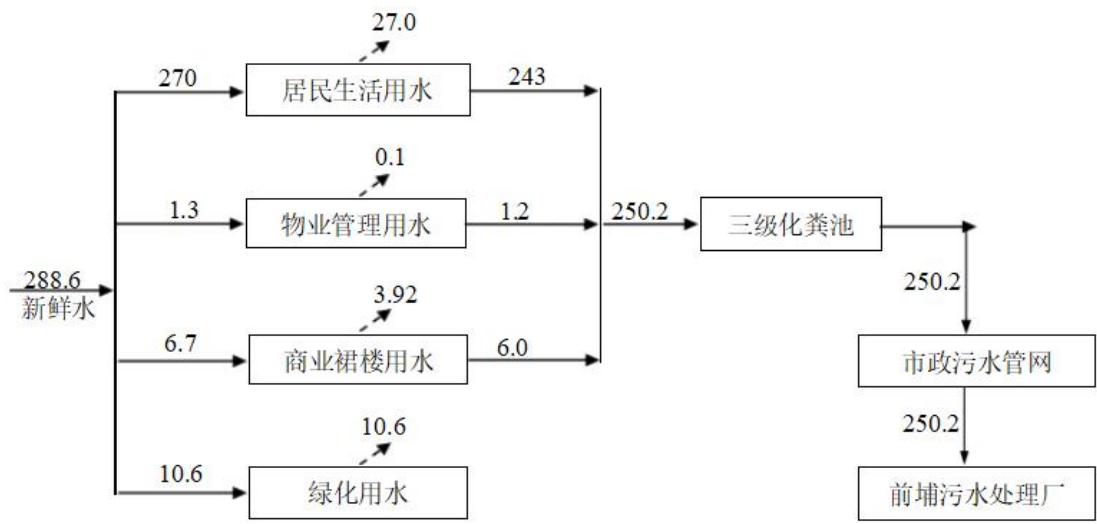 27.0
270
居民生活用水
243
0.1
1.3
物业管理用水
1.2
250.2
三级化粪池
288.6
新鲜水
250.2
3.92
6.7
商业裙楼用水
6.0
市政污水管网
10.6
250.2
10.6
绿化用水
前埔污水处理厂